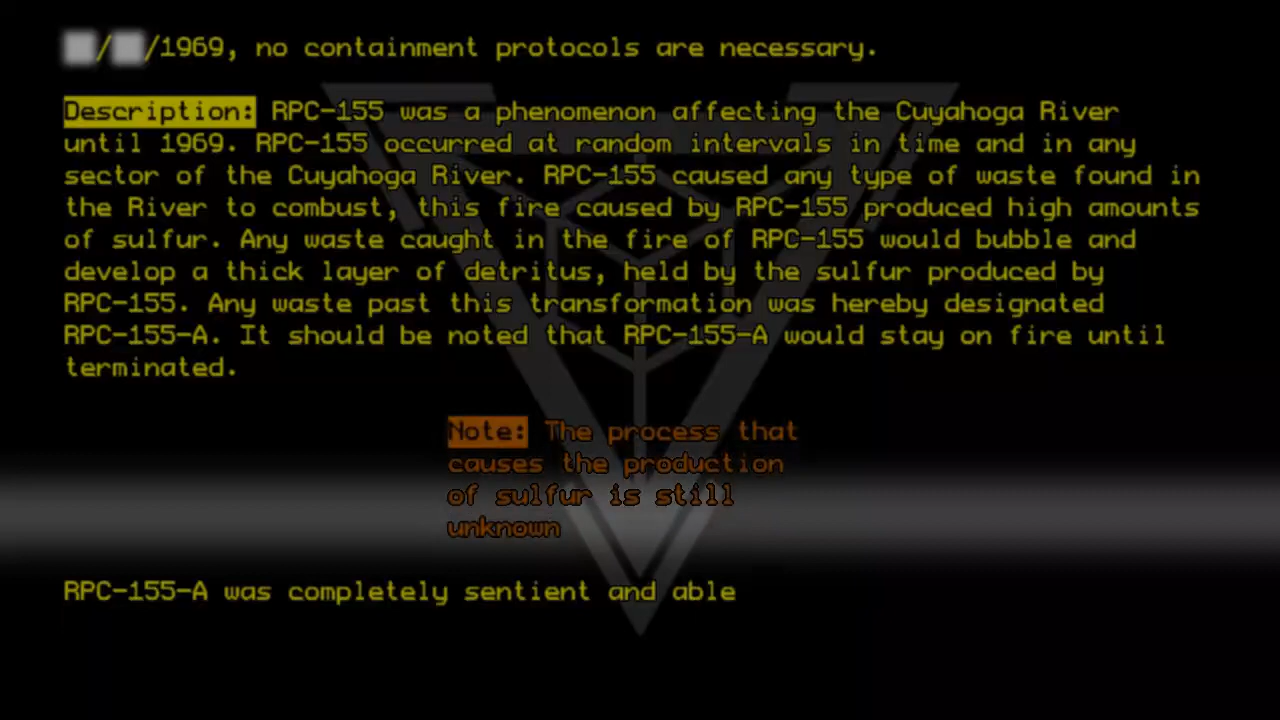 ██/██/1969, no containment protocols are necessary.
Description: RPC-155 was a phenomenon affecting the Cuyahoga River
until 1969. RPC-155 occurred at random intervals in time and in any
sector of the Cuyahoga River. RPC-155 caused any type of waste found in
the River to combust, this fire caused by RPC-155 produced high amounts
of sulfur. Any waste caught in the fire of RPC-155 would bubble and
develop a thick layer of detritus, held by the sulfur produced by
RPC-155. Any waste past this transformation was hereby designated
RPC-155-A. It should be noted that RPC-155-A would stay on fire until
terminated.
Note: The process that
causes the production
of sulfur is still
unknown
RPC-155-A was completely sentient and able